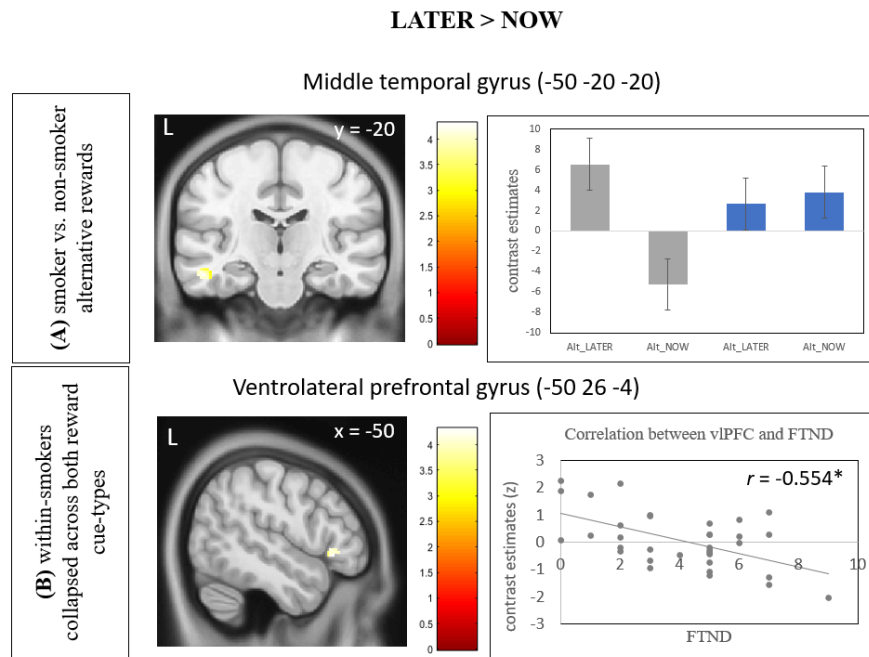 LATER > NOW
Middle temporal gyrus (-50 -20 -20)
(A) smoker vs. non-smoker
alternative rewards
L
y = -20
4
3.5
3
2.5
2
1.5
1
0.5
0
contrast estimates
10
8
6
4
2
0
-2
-4
-6
-8
-10
Alt_LATER
Alt_NOW
Alt_LATER
Alt_NOW
Ventrolateral prefrontal gyrus (-50 26 -4)
(B) within-smokers
collapsed across both reward
cue-types
L
x = -50
4
3.5
3
2.5
2
1.5
1
0.5
0
Correlation between vlPFC and FTND
r = -0.554*
contrast estimates (z)
3
2
1
0
-1
-2
-3
0
2
4
6
8
10
FTND